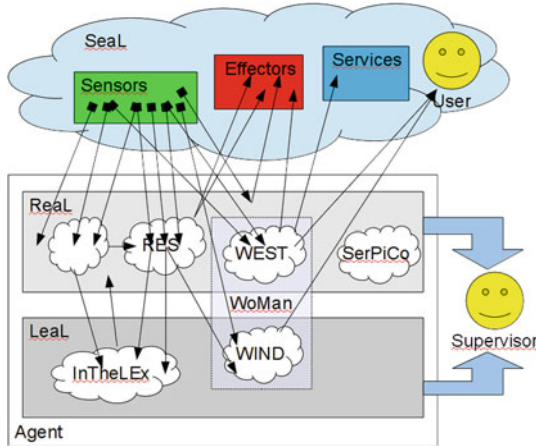 SeaL
Sensors
Effectors
Services
User
ReaL
RES
WEST
SerPiCo
WoMan
LeaL
InTheLEx
WIND
Supervisor
Agent